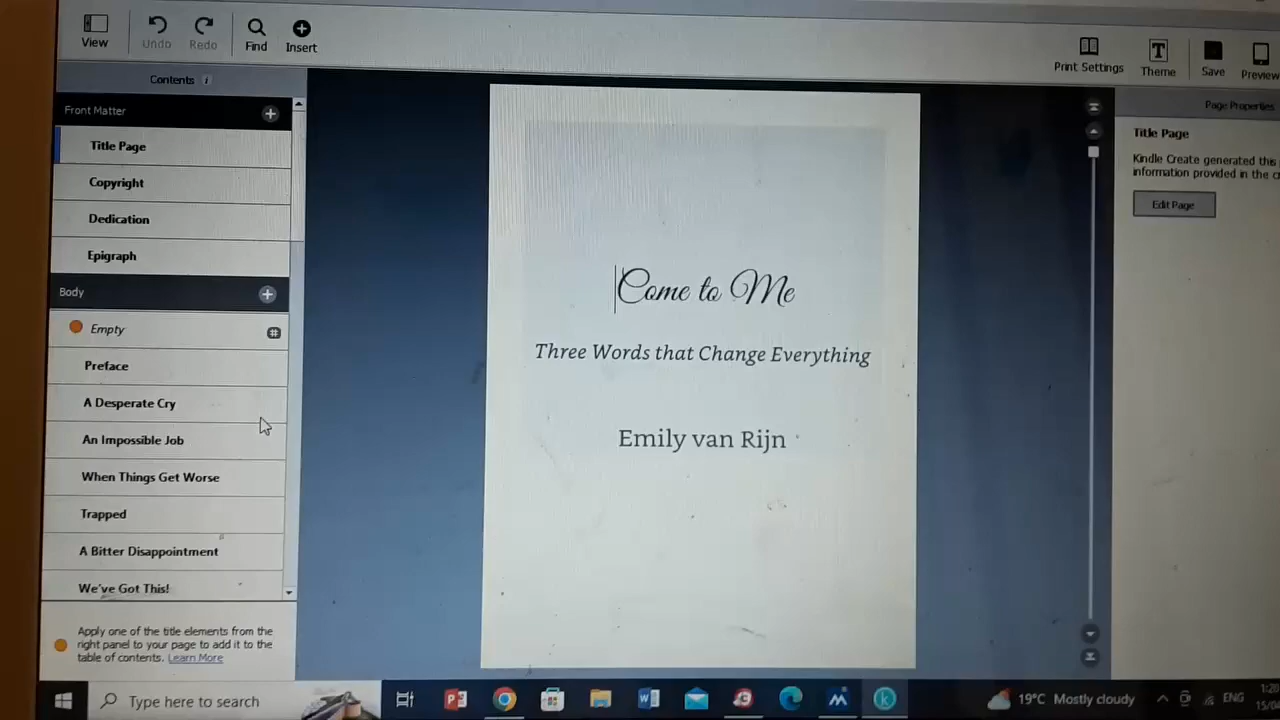 View
Undo
Redo
Find
Insert
Print Settings
Theme
Save
Preview
Contents i
Front Matter
Title Page
Copyright
Dedication
Epigraph
Body
Empty
#
Preface
A Desperate Cry
An Impossible Job
When Things Get Worse
Trapped
A Bitter Disappointment
We've Got This!
Apply one of the title elements from the
right panel to your page to add it to the
table of contents. Learn More
Come to Me
Three Words that Change Everything
Emily van Rijn
Page Properties
Title Page
Kindle Create generated this
information provided in the
Edit Page
Type here to search
19°C Mostly cloudy
ENG